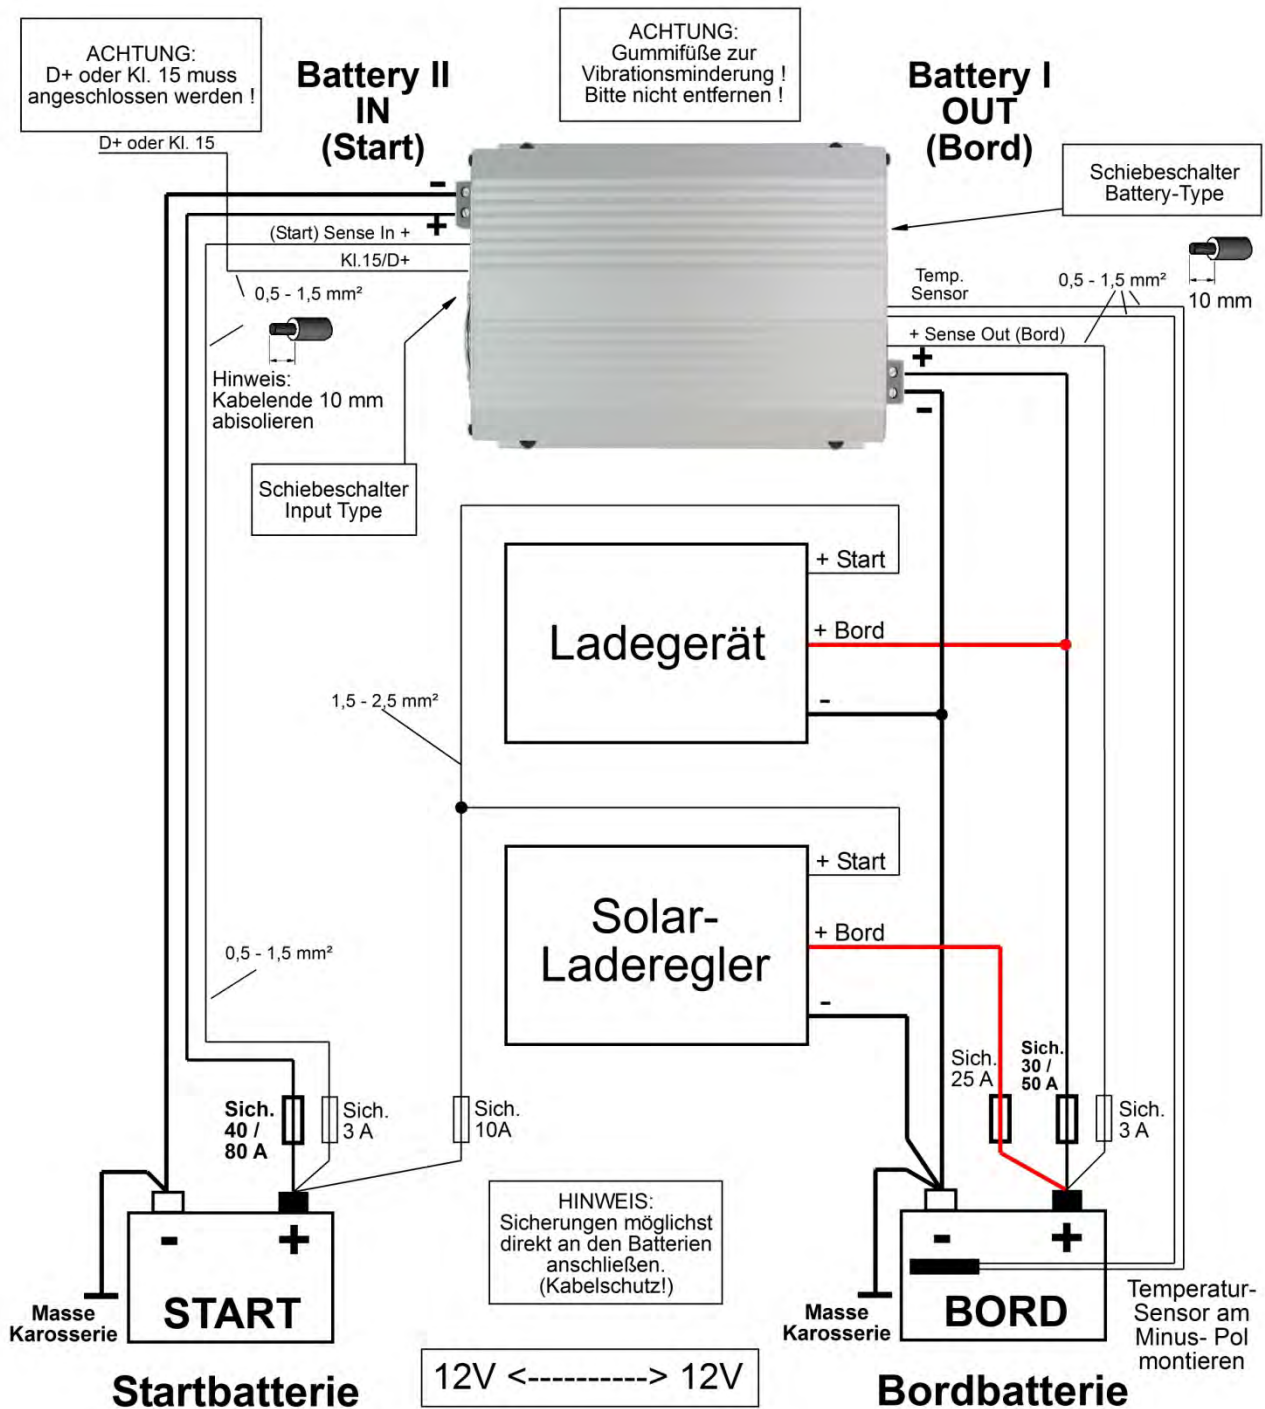 ACHTUNG:
D+ oder Kl. 15 muss
angeschlossen werden !
Battery II
IN
(Start)
ACHTUNG:
Gummifüße zur
Vibrationsminderung !
Bitte nicht entfernen !
Battery I
OUT
(Bord)
D+ oder Kl. 15
Schiebeschalter
Battery-Type
-
+
(Start) Sense In +
Kl.15/D+
0,5 - 1,5 mm²
Hinweis:
Kabelende 10 mm
abisolieren
Temp.
Sensor
0,5 - 1,5 mm²
10 mm
+ Sense Out (Bord)
+
-
Schiebeschalter
Input Type
+ Start
Ladegerät
+ Bord
-
1,5 - 2,5 mm²
+ Start
Solar-
Laderegler
+ Bord
-
0,5 - 1,5 mm²
Sich.
40 /
80 A
Sich.
3 A
Sich.
10A
Sich.
25 A
Sich.
30 /
50 A
Sich.
3 A
HINWEIS:
Sicherungen möglichst
direkt an den Batterien
anschließen.
(Kabelschutz!)
- +
START
Masse
Karosserie
Startbatterie
12V <----------> 12V
- +
BORD
Masse
Karosserie
Bordbatterie
Temperatur-
Sensor am
Minus- Pol
montieren